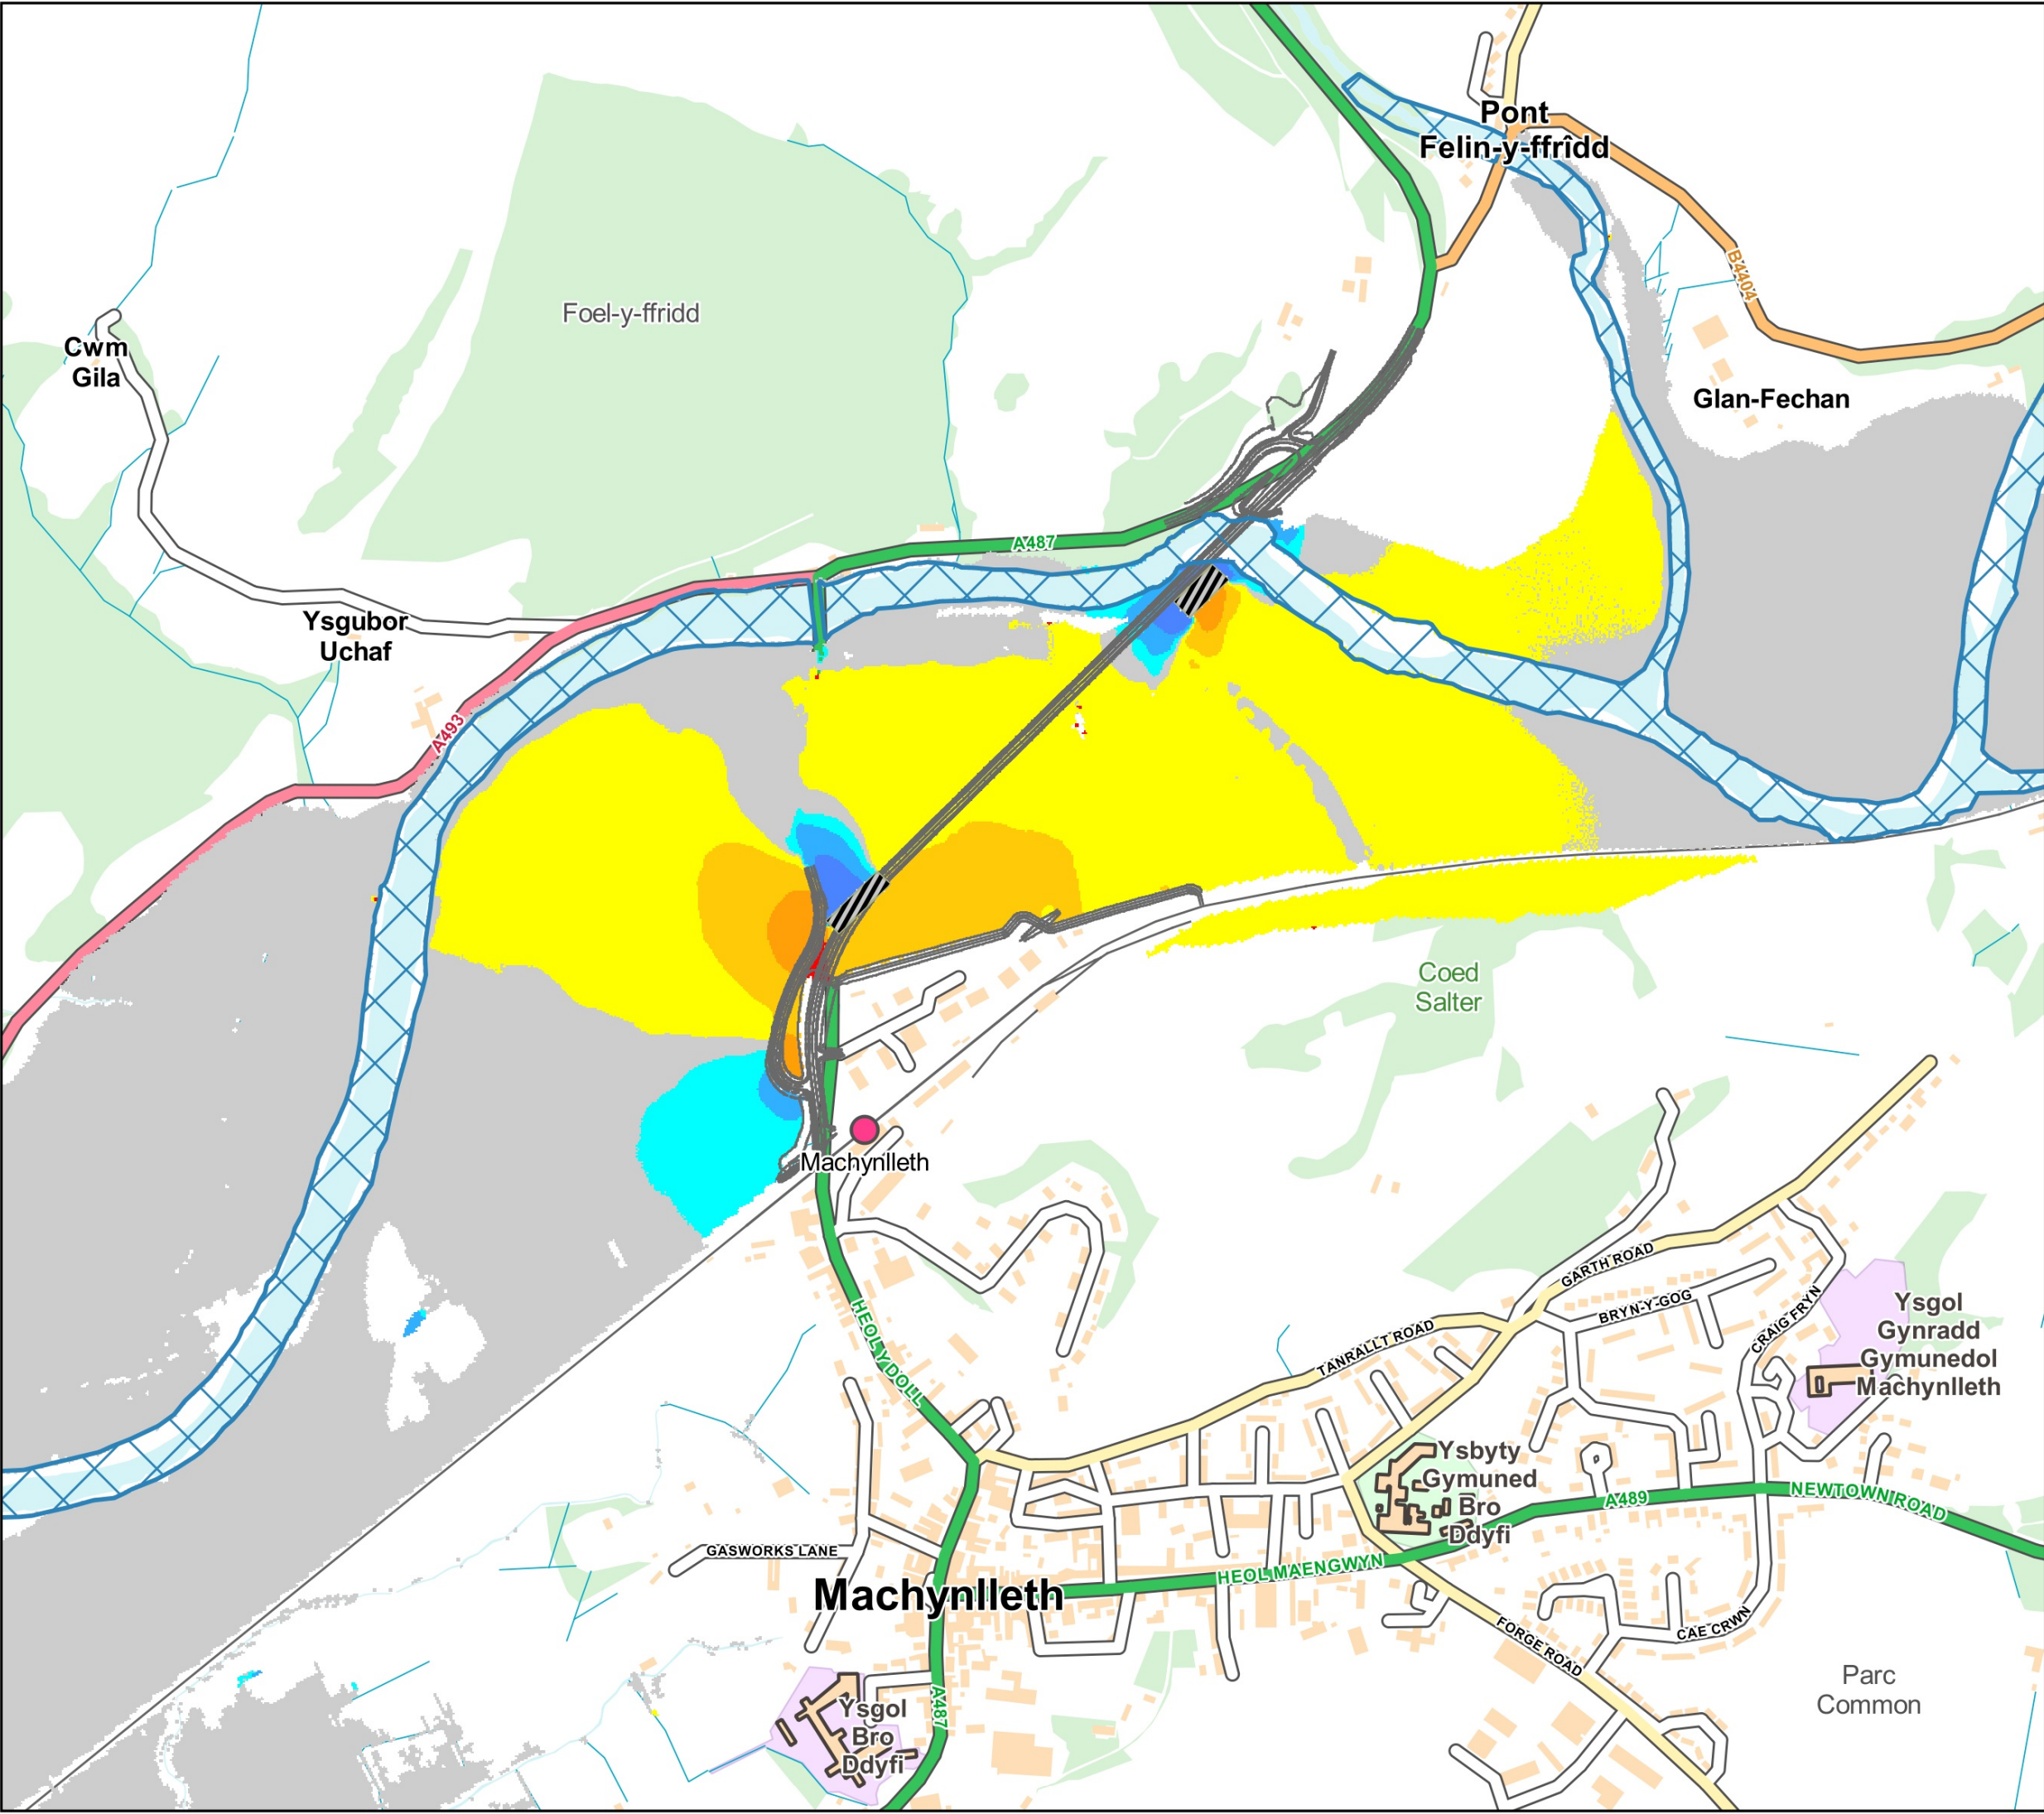 Pont
Felin-y-ffridd
B4404
Foel-y-ffridd
Cwm
Gila
Glan-Fechan
A487
Ysgubor
Uchaf
A493
Coed
Salter
Machynlleth
HEOL Y DOLL
GARTH ROAD
BRYN-Y-GOG
CRAIG FRYN
TANRALLT ROAD
Ysgol
Gynradd
Gymunedol
Machynlleth
Ysbyty
Gymuned
Bro
Ddyfi
A489
NEWTOWN ROAD
GASWORKS LANE
HEOL MAENGWYN
Machynlleth
FORGE ROAD
CAE CRWN
Parc
Common
A487
Ysgol
Bro
Ddyfi